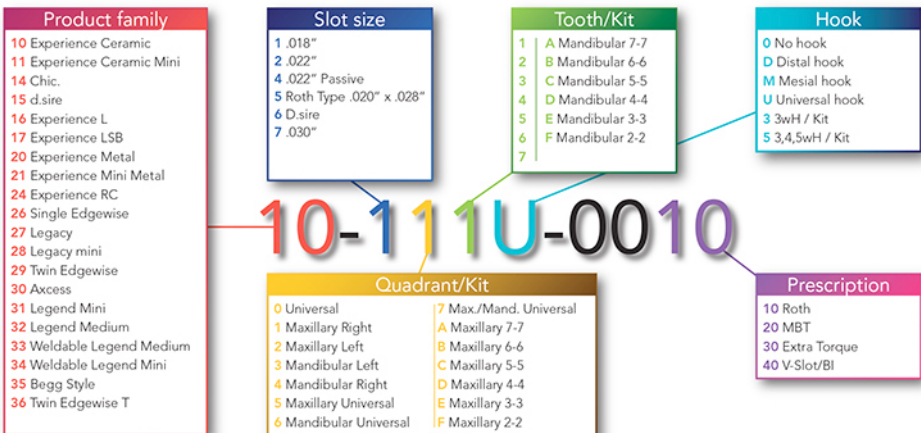 Product family
10 Experience Ceramic
11 Experience Ceramic Mini
14 Chic.
15 d.sire
16 Experience L
17 Experience LSB
20 Experience Metal
21 Experience Mini Metal
24 Experience RC
26 Single Edgewise
27 Legacy
28 Legacy mini
29 Twin Edgewise
30 Axcess
31 Legend Mini
32 Legend Medium
33 Weldable Legend Medium
34 Weldable Legend Mini
35 Begg Style
36 Twin Edgewise T
Slot size
1 .018"
2 .022"
4 .022" Passive
5 Roth Type .020" x .028"
6 D.sire
7 .030"
Tooth/Kit
1 A Mandibular 7-7
2 B Mandibular 6-6
3 C Mandibular 5-5
4 D Mandibular 4-4
5 E Mandibular 3-3
6 F Mandibular 2-2
7
Hook
0 No hook
D Distal hook
M Mesial hook
U Universal hook
3 3wH / Kit
5 3,4,5wH / Kit
10-111U-0010
Quadrant/Kit
0 Universal
1 Maxillary Right
2 Maxillary Left
3 Mandibular Left
4 Mandibular Right
5 Maxillary Universal
6 Mandibular Universal
7 Max./Mand. Universal
A Maxillary 7-7
B Maxillary 6-6
C Maxillary 5-5
D Maxillary 4-4
E Maxillary 3-3
F Maxillary 2-2
Prescription
10 Roth
20 MBT
30 Extra Torque
40 V-Slot/BI